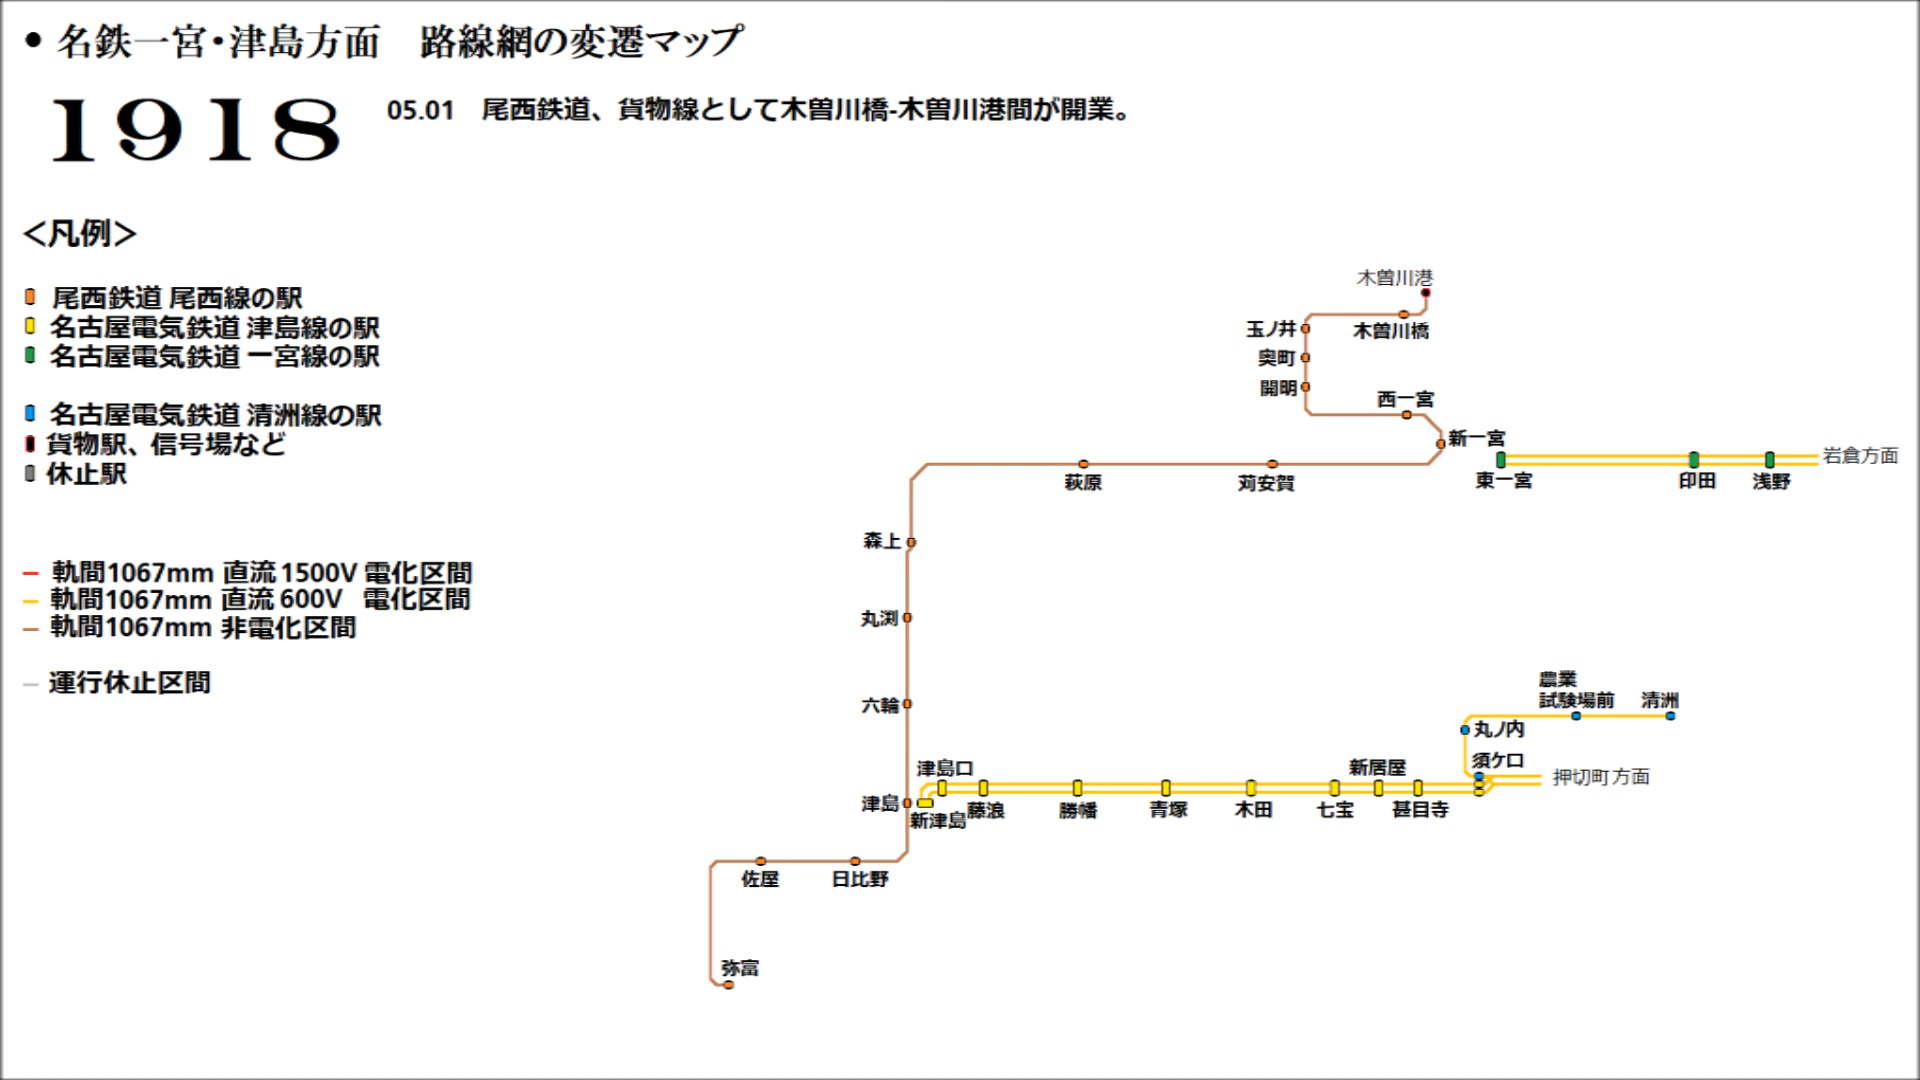 ● 名鉄一宮・津島方面　路線網の変遷マップ
1918
05.01　尾西鉄道、貨物線として木曽川橋-木曽川港間が開業。
＜凡例＞
尾西鉄道 尾西線の駅
名古屋電気鉄道 津島線の駅
名古屋電気鉄道 一宮線の駅
名古屋電気鉄道 清洲線の駅
貨物駅、信号場など
休止駅
軌間1067mm 直流1500V 電化区間
軌間1067mm 直流600V 電化区間
軌間1067mm 非電化区間
運行休止区間
木曽川港
玉ノ井
木曽川橋
奥町
開明
西一宮
新一宮
岩倉方面
東一宮
印田
浅野
萩原
苅安賀
森上
丸渕
六輪
農業
試験場前
清洲
丸ノ内
須ケ口
押切町方面
津島口
新居屋
津島
新津島
藤浪
勝幡
青塚
木田
七宝
甚目寺
佐屋
日比野
弥富